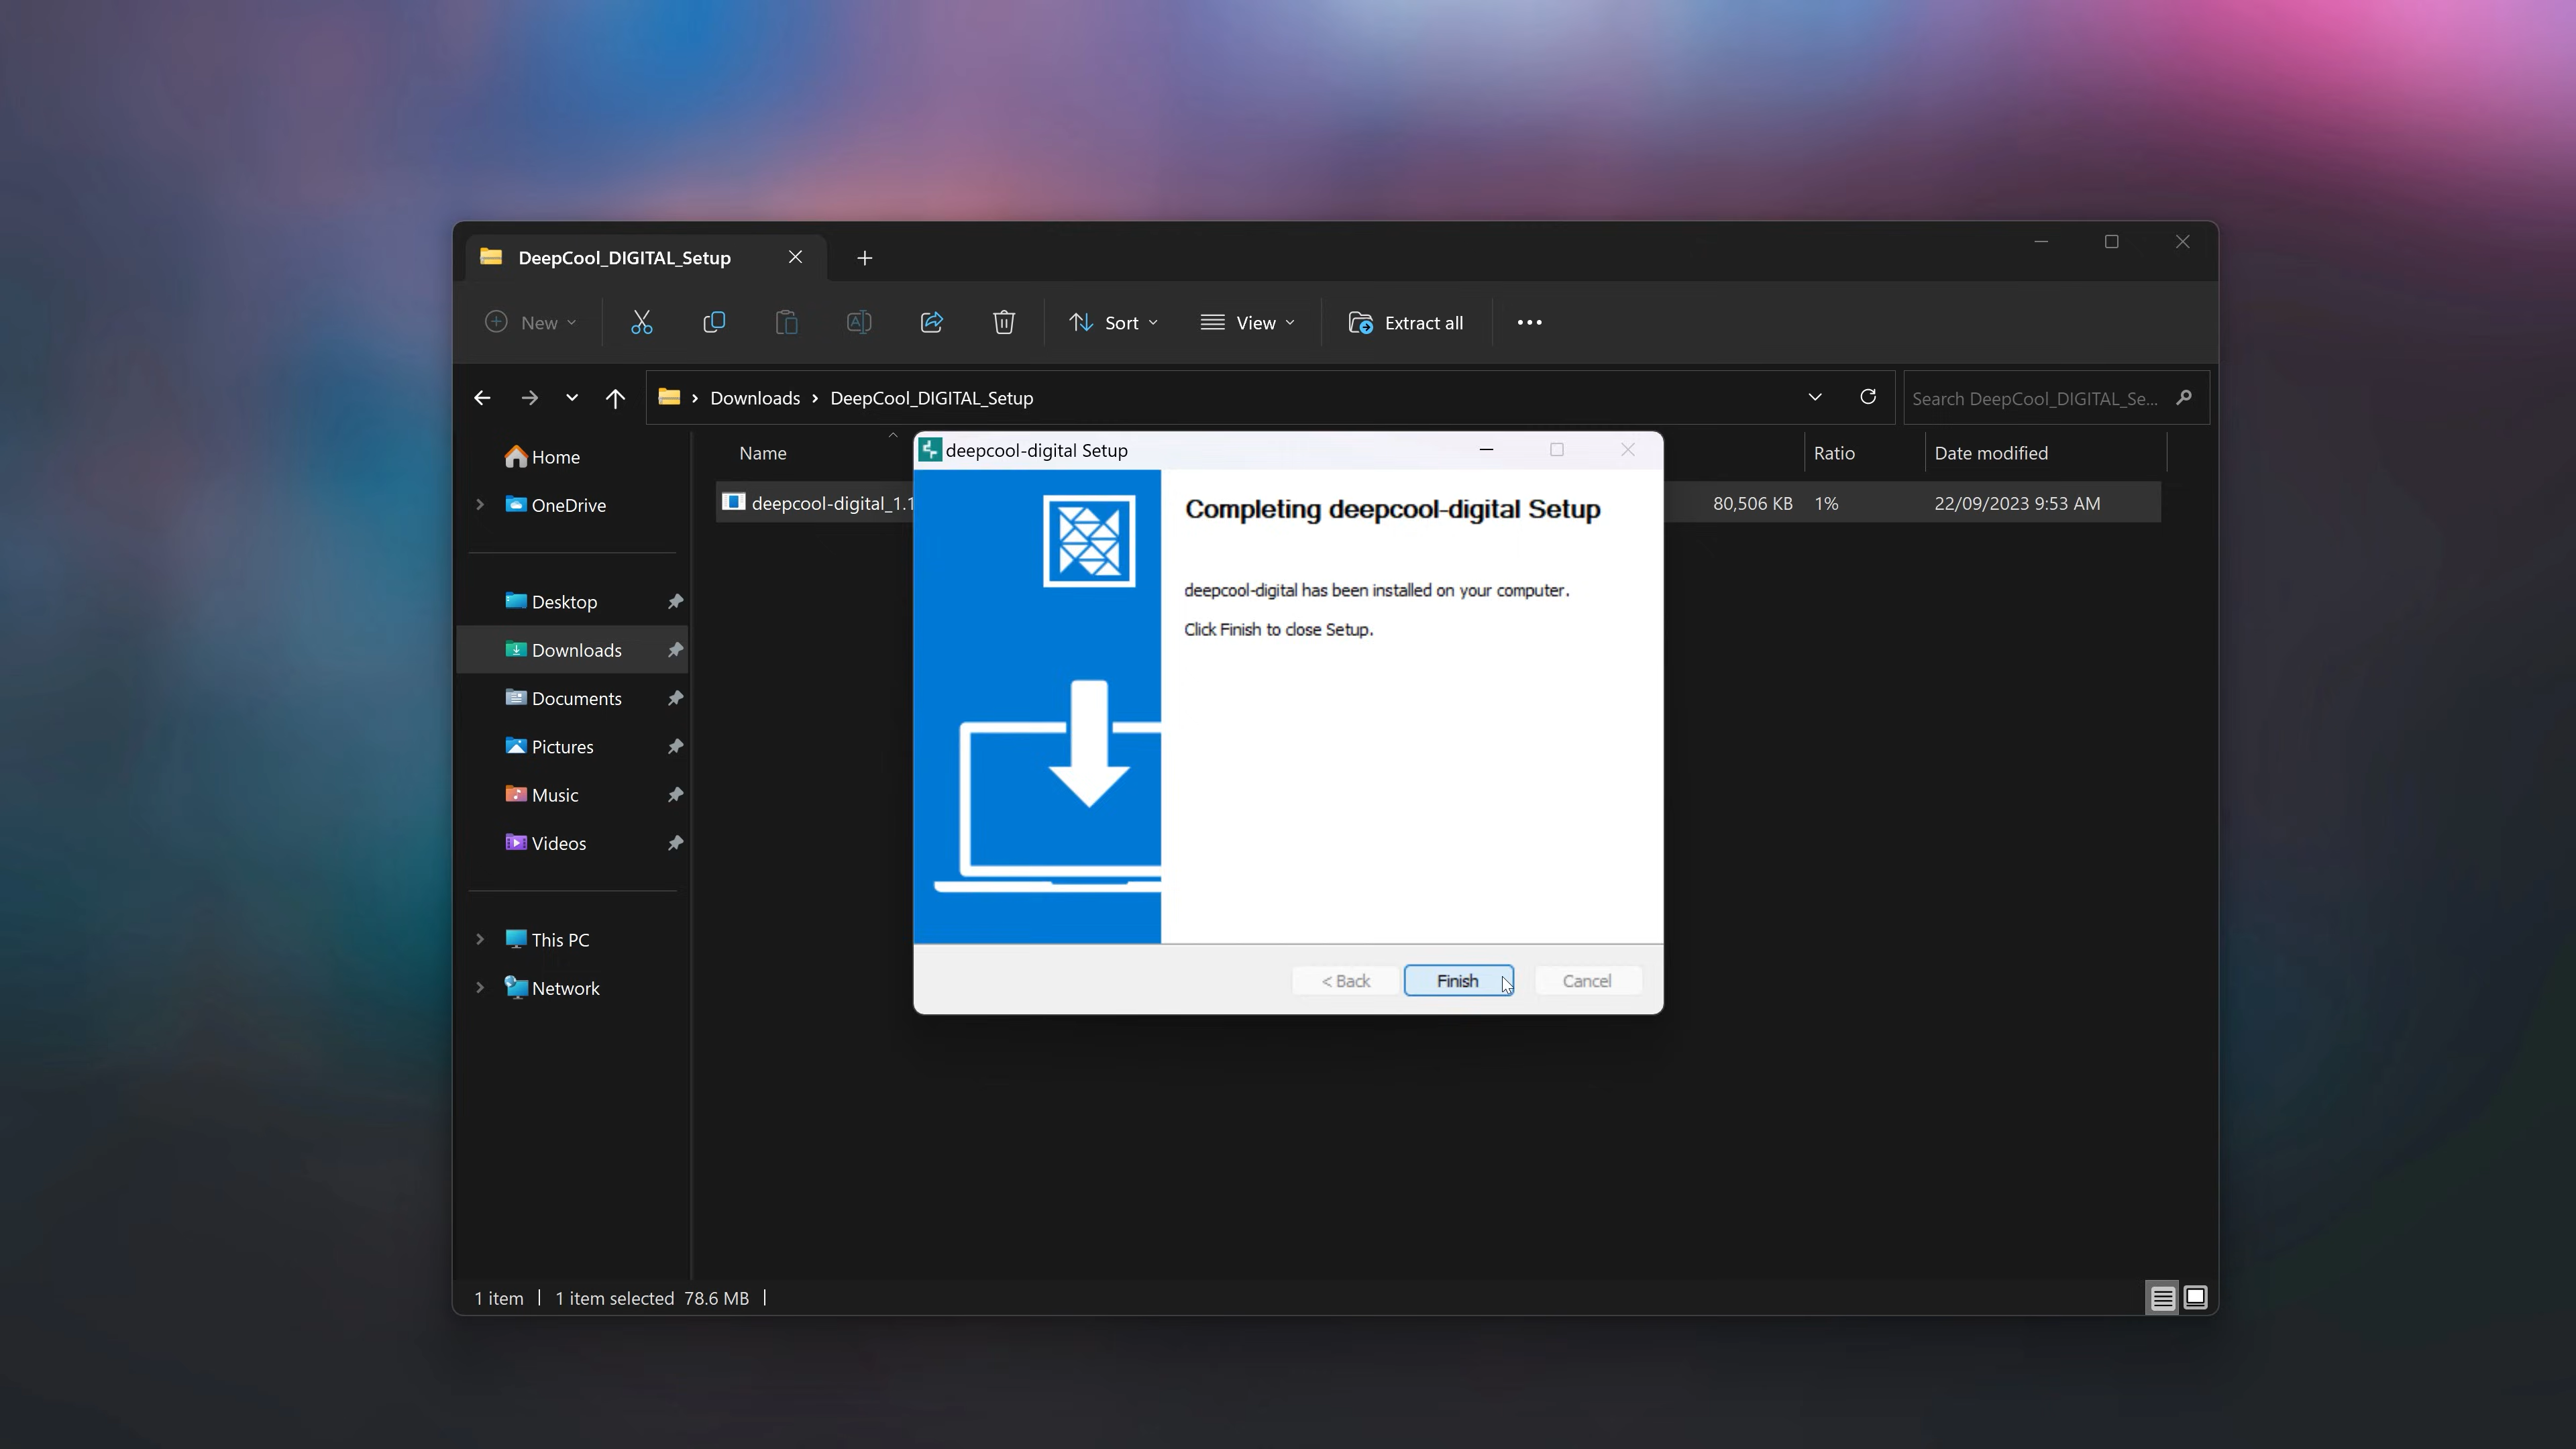 DeepCool_DIGITAL_Setup
New
Sort
View
Extract all
Downloads
DeepCool_DIGITAL_Setup
Search DeepCool_DIGITAL_Se...
Home
OneDrive
Desktop
Downloads
Documents
Pictures
Music
Videos
This PC
Network
Name
Ratio
Date modified
deepcool-digital_1.1
80,506 KB
1%
22/09/2023 9:53 AM
deepcool-digital Setup
Completing deepcool-digital Setup
deepcool-digital has been installed on your computer.
Click Finish to close Setup.
< Back
Finish
Cancel
1 item
1 item selected 78.6 MB